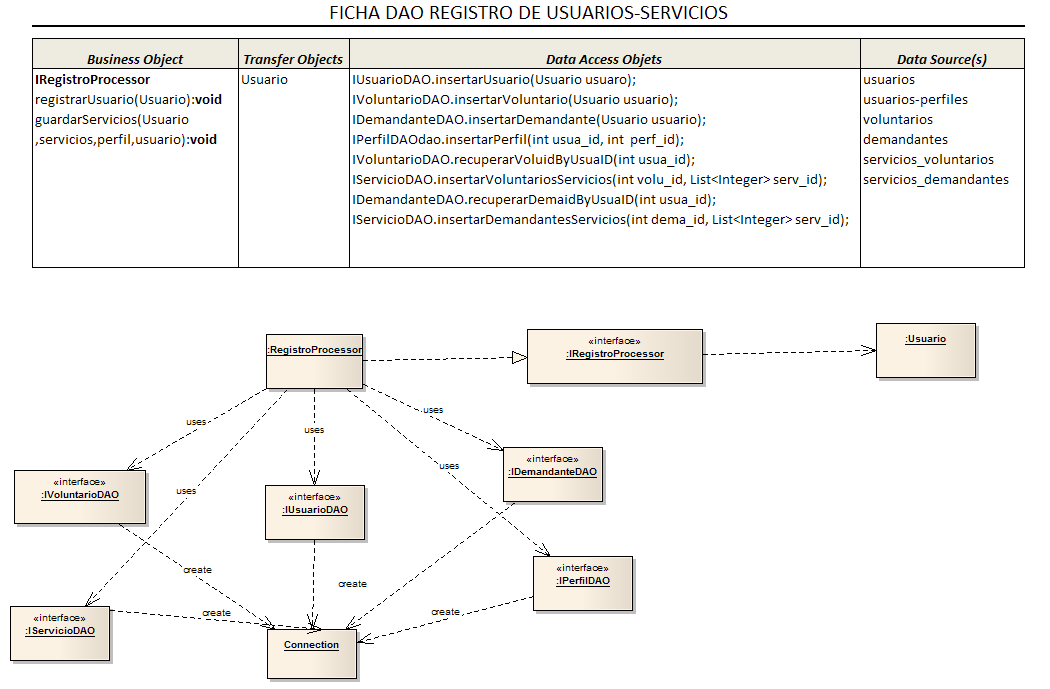 FICHA DAO REGISTRO DE USUARIOS-SERVICIOS
Business Object
Transfer Objects
Data Access Objets
Data Source(s)
IRegistroProcessor
registrarUsuario(Usuario):void
guardarServicios(Usuario
,servicios,perfil,usuario):void
Usuario
IUsuarioDAO.insertarUsuario(Usuario usuaro);
IVoluntarioDAO.insertarVoluntario(Usuario usuario);
IDemandanteDAO.insertarDemandante(Usuario usuario);
IPerfilDAOdao.insertarPerfil(int usua_id, int perf_id);
IVoluntarioDAO.recuperarVoluidByUsuaID(int usua_id);
IServicioDAO.insertarVoluntariosServicios(int volu_id, List<Integer> serv_id);
IDemandanteDAO.recuperarDemaidByUsuaID(int usua_id);
IServicioDAO.insertarDemandantesServicios(int dema_id, List<Integer> serv_id);
usuarios
usuarios-perfiles
voluntarios
demandantes
servicios_voluntarios
servicios_demandantes
:RegistroProcessor
«interface»
:IRegistroProcessor
:Usuario
uses
uses
uses
uses
uses
«interface»
:IVoluntarioDAO
«interface»
:IUsuarioDAO
«interface»
:IDemandanteDAO
«interface»
:IPerfilDAO
create
create
create
create
«interface»
:IServicioDAO
Connection